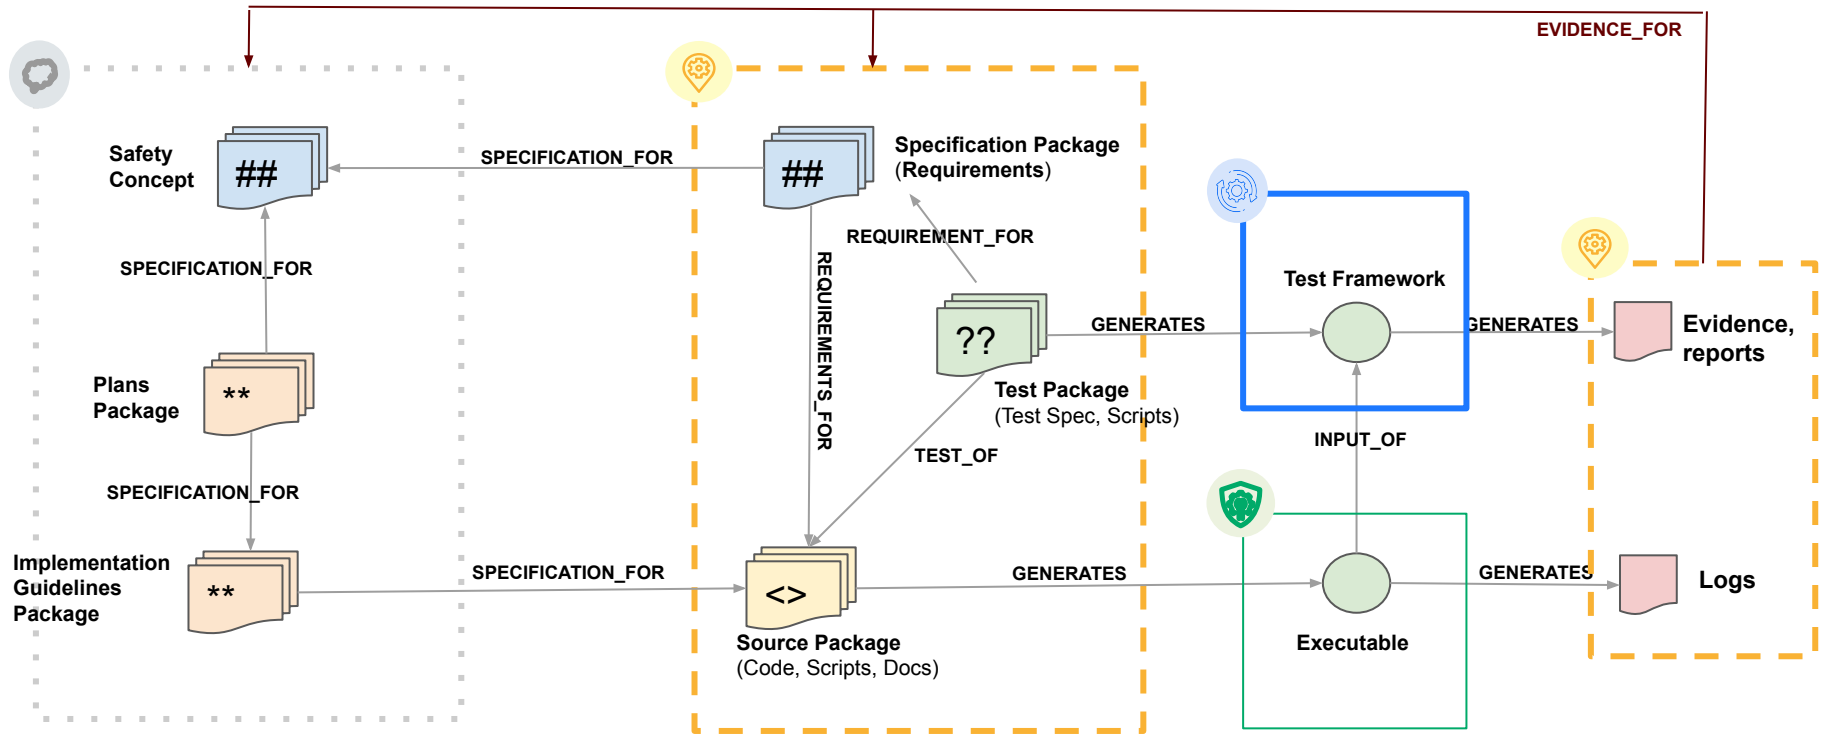 EVIDENCE_FOR
Safety
Concept
##
SPECIFICATION_FOR
##
Specification Package
(Requirements)
REQUIREMENT_FOR
SPECIFICATION_FOR
REQUIREMENTS_FOR
Test Framework
??
GENERATES
GENERATES
Evidence,
reports
Plans
Package
**
Test Package
(Test Spec, Scripts)
INPUT_OF
TEST_OF
SPECIFICATION_FOR
Implementation
Guidelines
Package
**
SPECIFICATION_FOR
<>
GENERATES
GENERATES
Logs
Source Package
(Code, Scripts, Docs)
Executable